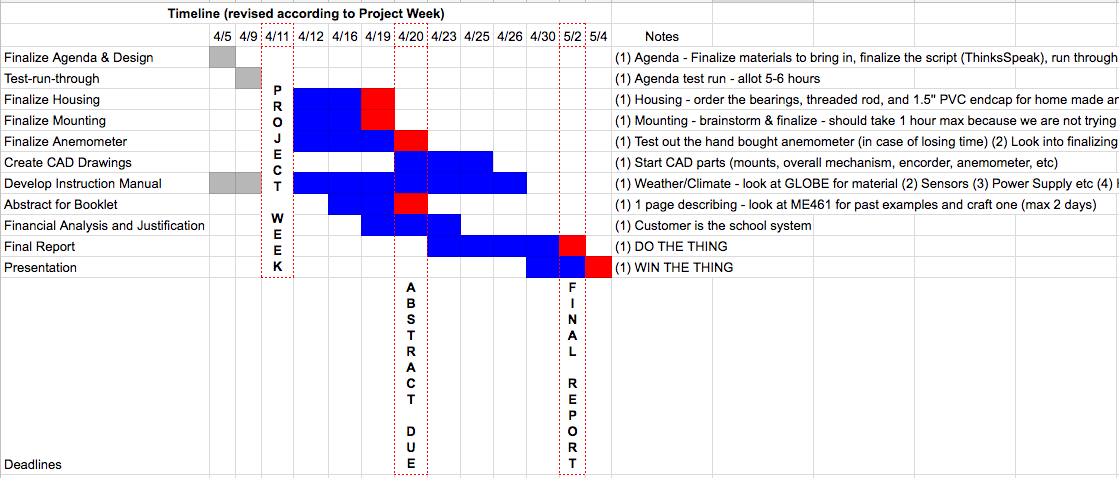 Timeline (revised according to Project Week)
4/5 4/9 4/11 4/12 4/16 4/19 4/20 4/23 4/25 4/26 4/30 5/2 5/4 Notes
Finalize Agenda & Design (1) Agenda - Finalize materials to bring in, finalize the script (ThinksSpeak), run through
Test-run-through (1) Agenda test run - allot 5-6 hours
Finalize Housing (1) Housing - order the bearings, threaded rod, and 1.5" PVC endcap for home made ar
Finalize Mounting (1) Mounting - brainstorm & finalize - should take 1 hour max because we are not trying
Finalize Anemometer (1) Test out the hand bought anemometer (in case of losing time) (2) Look into finalizing
Create CAD Drawings (1) Start CAD parts (mounts, overall mechanism, encorder, anemometer, etc)
Develop Instruction Manual (1) Weather/Climate - look at GLOBE for material (2) Sensors (3) Power Supply etc (4)
Abstract for Booklet (1) 1 page describing - look at ME461 for past examples and craft one (max 2 days)
Financial Analysis and Justification (1) Customer is the school system
Final Report (1) DO THE THING
Presentation (1) WIN THE THING
PROJECT WEEK
ABSTRACT DUE
FINAL REPORT
Deadlines